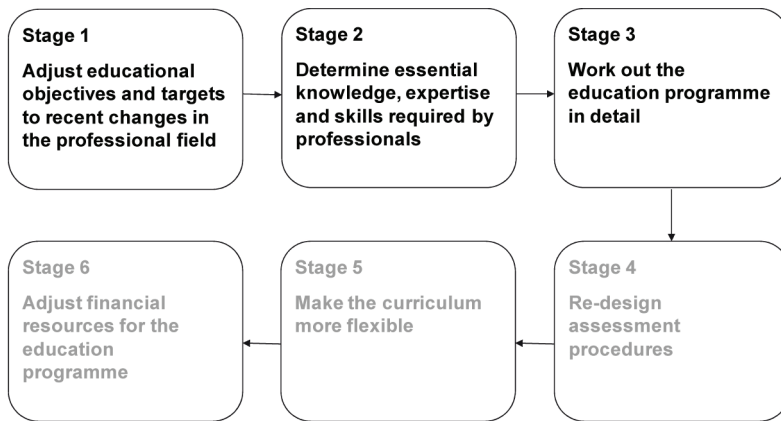 Stage 1
Adjust educational
objectives and targets
to recent changes in
the professional field
Stage 2
Determine essential
knowledge, expertise
and skills required by
professionals
Stage 3
Work out the
education programme
in detail
Stage 4
Re-design
assessment
procedures
Stage 5
Make the curriculum
more flexible
Stage 6
Adjust financial
resources for the
education
programme